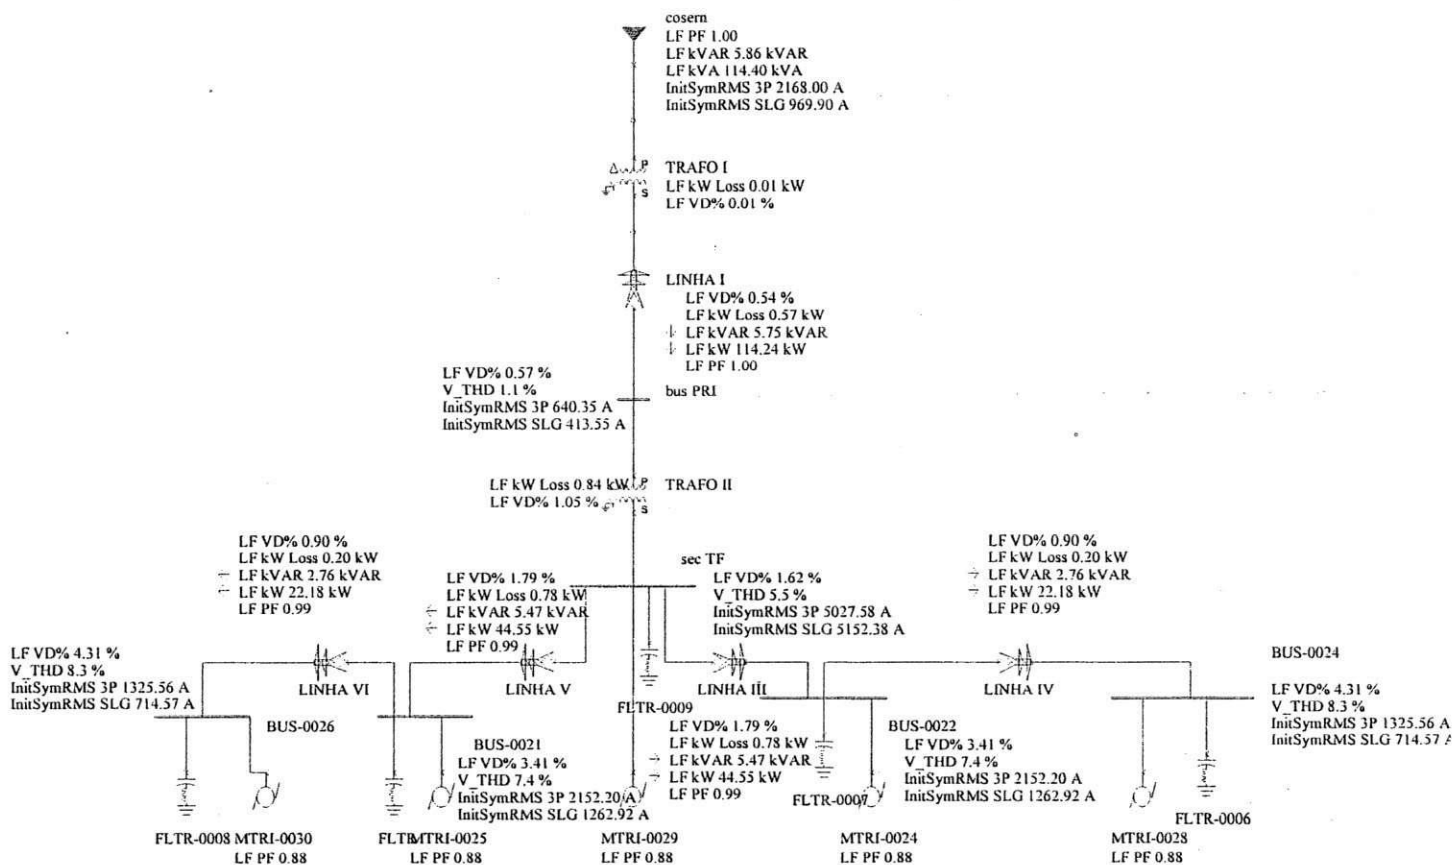 cosern
LF PF 1.00
LF kVAR 5.86 kVAR
LF kVA 114.40 kVA
InitSymRMS 3P 2168.00 A
InitSymRMS SLG 969.90 A
P
TRAFO I
S
LF kW Loss 0.01 kW
LF VD% 0.01 %
LINHA I
LF VD% 0.54 %
LF kW Loss 0.57 kW
LF kVAR 5.75 kVAR
LF kW 114.24 kW
LF PF 1.00
LF VD% 0.57 %
V_THD 1.1 %
InitSymRMS 3P 640.35 A
InitSymRMS SLG 413.55 A
bus PRI
LF kW Loss 0.84 kW
P
TRAFO II
LF VD% 1.05 %
S
LF VD% 0.90 %
LF kW Loss 0.20 kW
LF kVAR 2.76 kVAR
LF kW 22.18 kW
LF PF 0.99
LF VD% 1.79 %
LF kW Loss 0.78 kW
LF kVAR 5.47 kVAR
LF kW 44.55 kW
LF PF 0.99
sec TF
LF VD% 1.62 %
V_THD 5.5 %
InitSymRMS 3P 5027.58 A
InitSymRMS SLG 5152.38 A
LF VD% 0.90 %
LF kW Loss 0.20 kW
LF kVAR 2.76 kVAR
LF kW 22.18 kW
LF PF 0.99
LF VD% 4.31 %
V_THD 8.3 %
InitSymRMS 3P 1325.56 A
InitSymRMS SLG 714.57 A
LINHA VI
LINHA V
LINHA III
LINHA IV
BUS-0024
LF VD% 4.31 %
V_THD 8.3 %
InitSymRMS 3P 1325.56 A
InitSymRMS SLG 714.57
BUS-0026
FLTR-0009
BUS-0021
LF VD% 3.41 %
V_THD 7.4 %
InitSymRMS 3P 2152.20 A
InitSymRMS SLG 1262.92 A
LF VD% 1.79 %
LF kW Loss 0.78 kW
LF kVAR 5.47 kVAR
LF kW 44.55 kW
LF PF 0.99
BUS-0022
LF VD% 3.41 %
V_THD 7.4 %
InitSymRMS 3P 2152.20 A
InitSymRMS SLG 1262.92 A
FLTR-0007
FLTR-0006
FLTR-0008
MTRI-0030
LF PF 0.88
FLTR
MTRI-0025
LF PF 0.88
MTRI-0029
LF PF 0.88
MTRI-0024
LF PF 0.88
MTRI-0028
LF PF 0.88